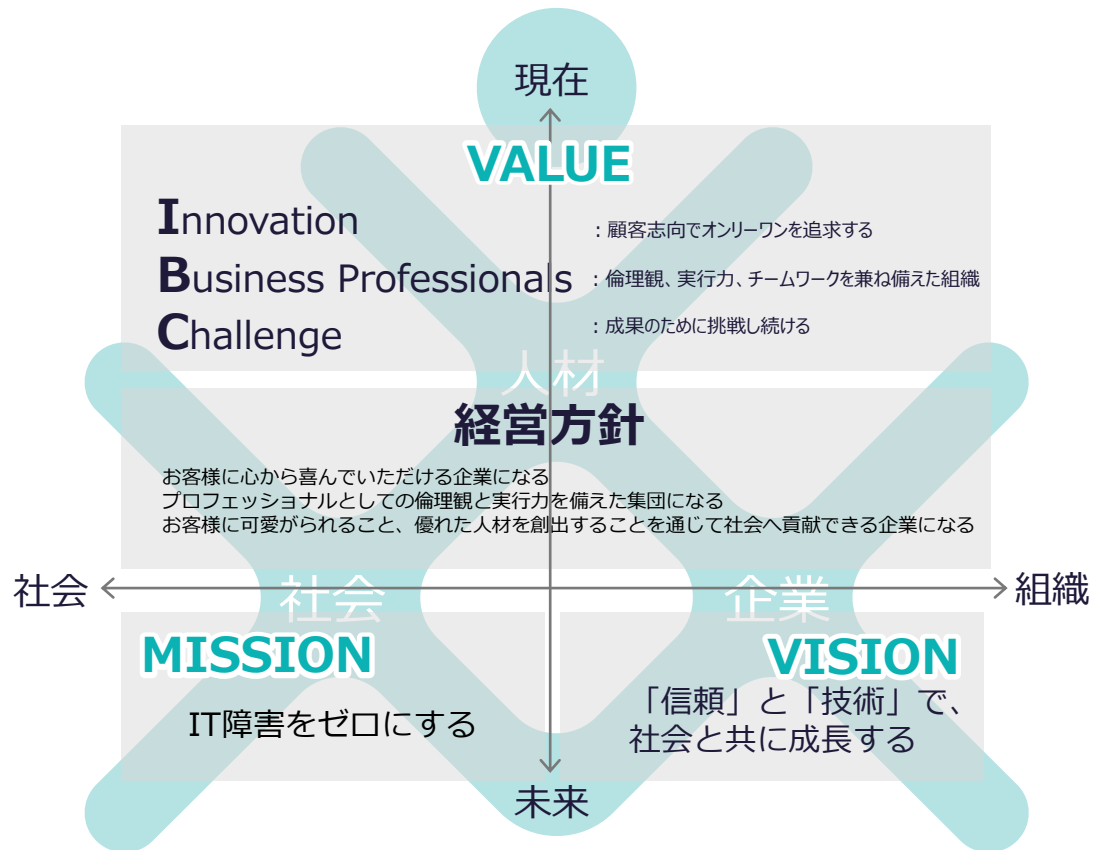 現在
VALUE
Innovation
：顧客志向でオンリーワンを追求する
Business Professionals
：倫理観、実行力、チームワークを兼ね備えた組織
Challenge
：成果のために挑戦し続ける
人材
経営方針
お客様に心から喜んでいただける企業になる
プロフェッショナルとしての倫理観と実行力を備えた集団になる
お客様に可愛がられること、優れた人材を創出することを通じて社会へ貢献できる企業になる
社会
社会
企業
組織
MISSION
IT障害をゼロにする
VISION
「信頼」と「技術」で、
社会と共に成長する
未来